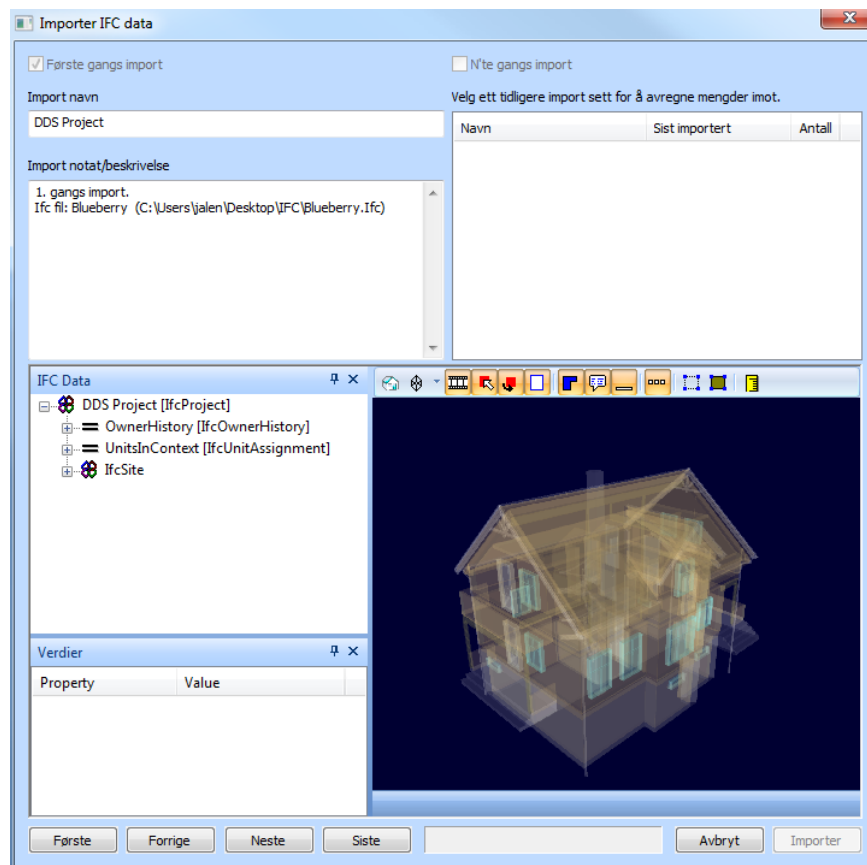 Importer IFC data
Første gangs import
N'te gangs import
Import navn
Velg ett tidligere import sett for å avregne mengder imot.
DDS Project
Navn Sist importert Antall
Import notat/beskrivelse
1. gangs import.
Ifc fil: Blueberry (C:\Users\jalen\Desktop\IFC\Blueberry.Ifc)
IFC Data
DDS Project [IfcProject]
OwnerHistory [IfcOwnerHistory]
UnitsInContext [IfcUnitAssignment]
IfcSite
Verdier
Property Value
Første Forrige Neste Siste Avbryt Importer